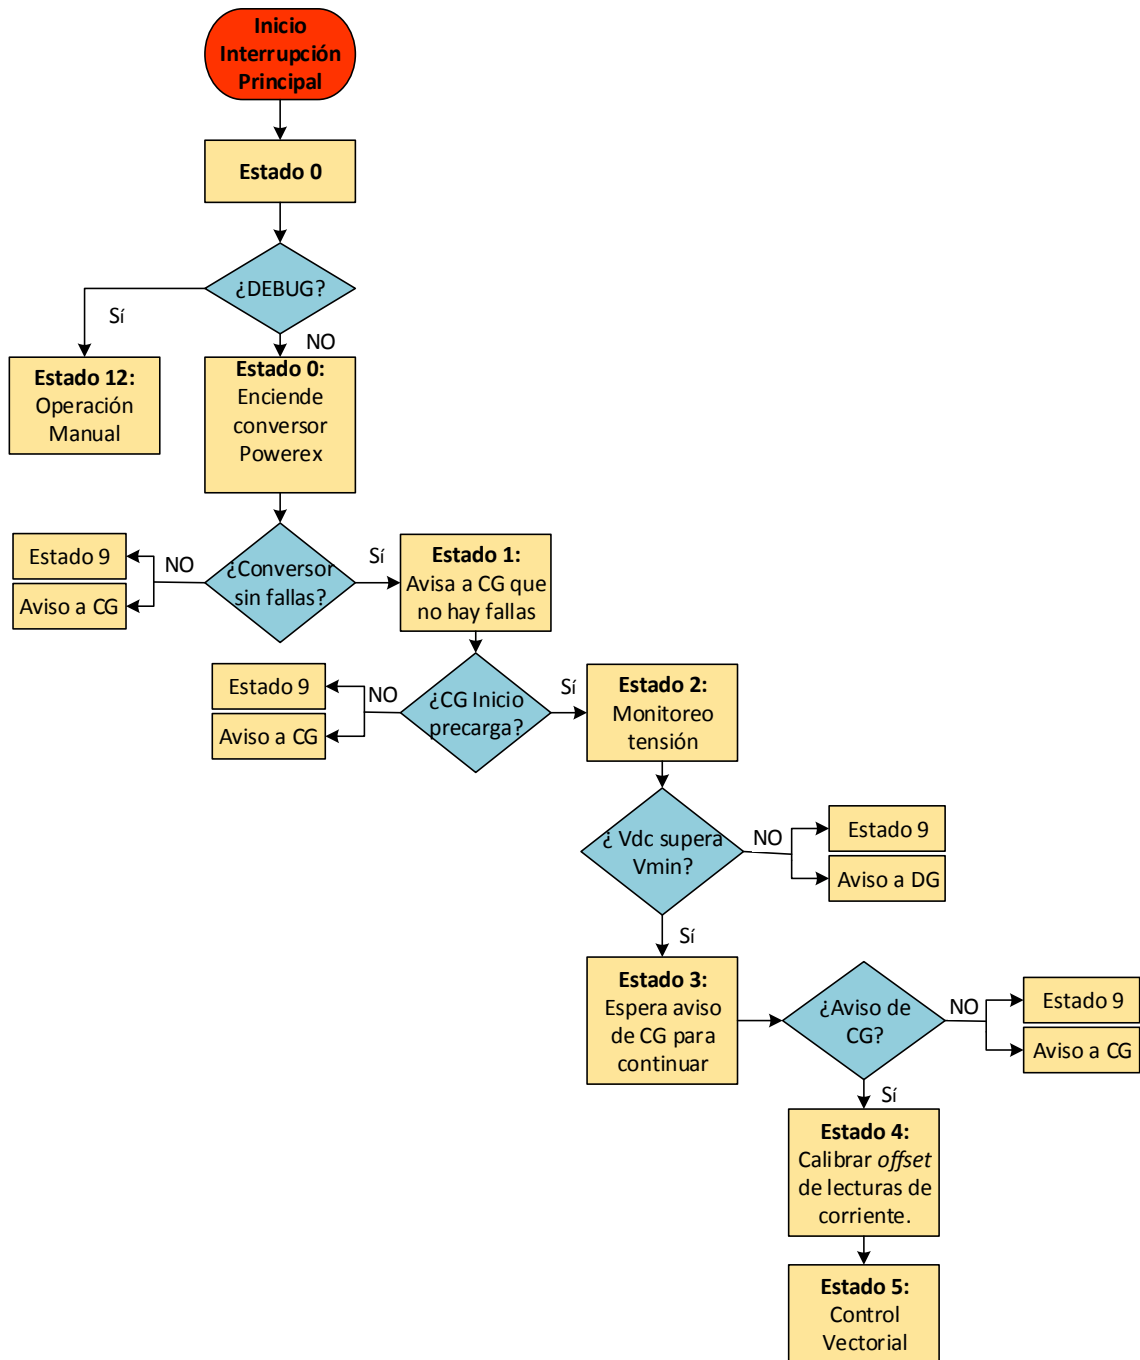 Inicio
Interrupción
Principal
Estado 0
¿DEBUG?
Sí
NO
Estado 12:
Operación
Manual
Estado 0:
Enciende
conversor
Powerex
Estado 9
Aviso a CG
NO
¿Conversor
sin fallas?
Sí
Estado 1:
Avisa a CG que
no hay fallas
Estado 9
Aviso a CG
NO
¿CG Inicio
precarga?
Sí
Estado 2:
Monitoreo
tensión
¿ Vdc supera
Vmin?
NO
Estado 9
Aviso a DG
Sí
Estado 3:
Espera aviso
de CG para
continuar
¿Aviso de
CG?
NO
Estado 9
Aviso a CG
Sí
Estado 4:
Calibrar offset
de lecturas de
corriente.
Estado 5:
Control
Vectorial